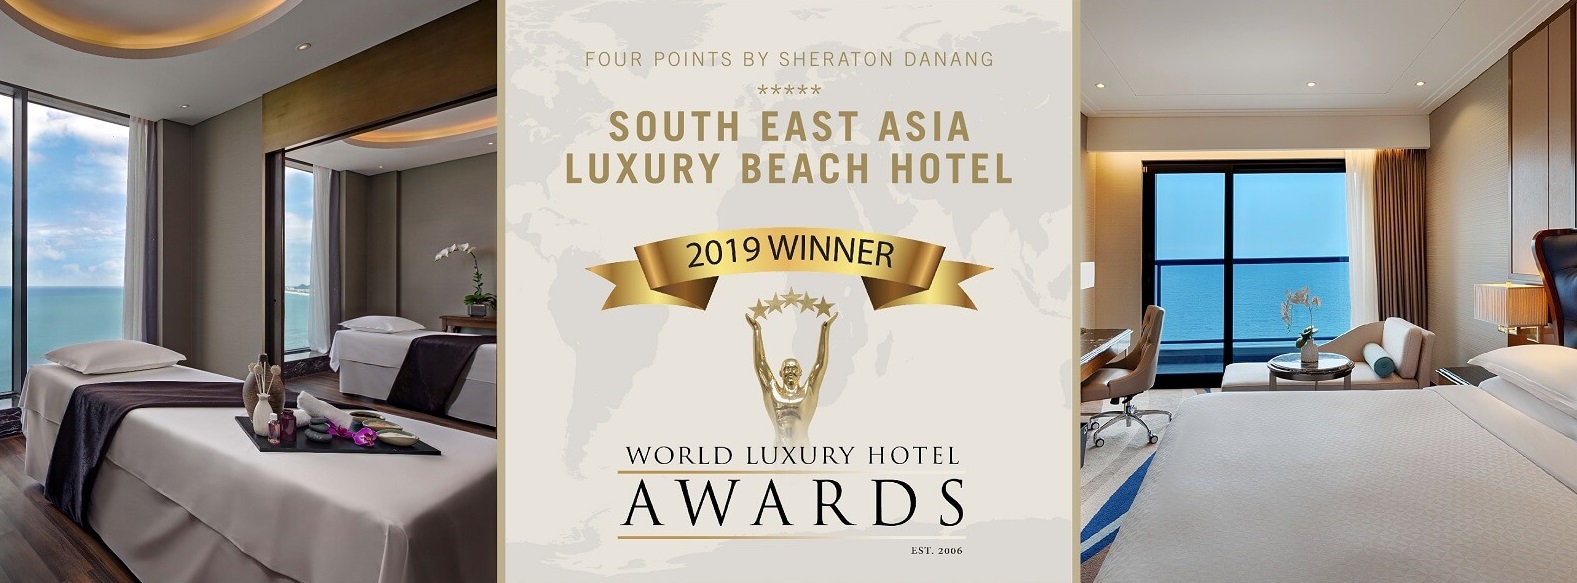 FOUR POINTS BY SHERATON DANANG
*****
SOUTH EAST ASIA
LUXURY BEACH HOTEL
2019 WINNER
WORLD LUXURY HOTEL
AWARDS
EST. 2006